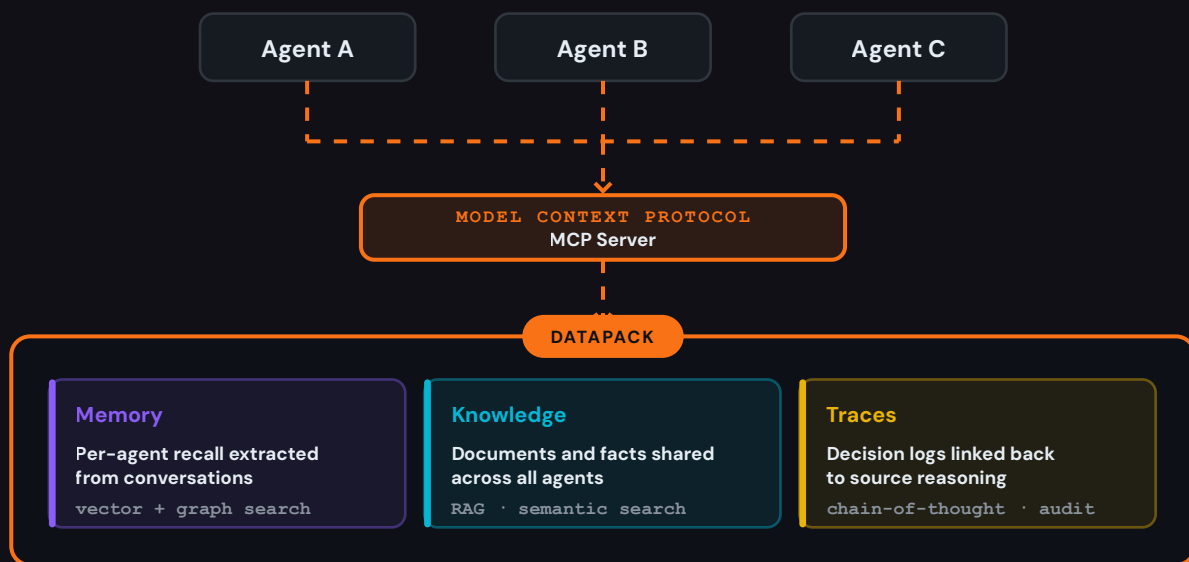 Agent A
Agent B
Agent C
MODEL CONTEXT PROTOCOL
MCP Server
DATAPACK
Memory
Per-agent recall extracted
from conversations
vector + graph search
Knowledge
Documents and facts shared
across all agents
RAG · semantic search
Traces
Decision logs linked back
to source reasoning
chain-of-thought · audit